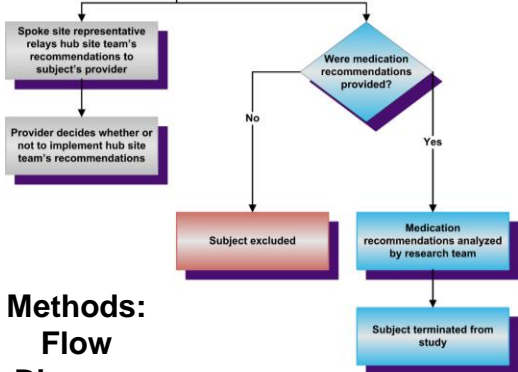 Spoke site representative
relays hub site team's
recommendations to
subject's provider
Were medication
recommendations
provided?
No
Yes
Provider decides whether or
not to implement hub site
team's recommendations
Subject excluded
Medication
recommendations analyzed
by research team
Subject terminated from
study
Methods:
Flow